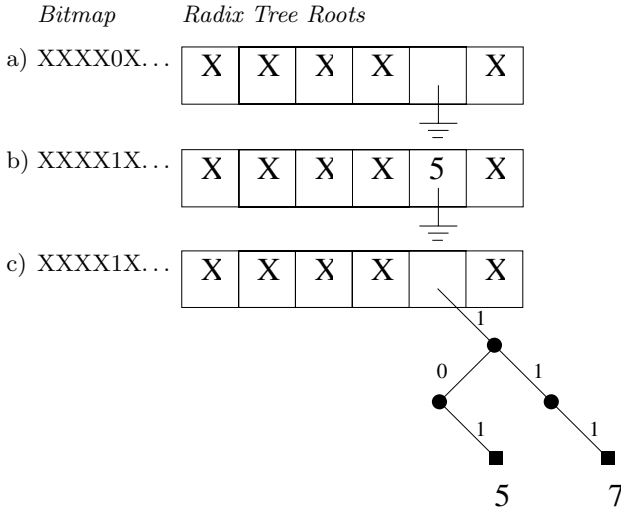 Bitmap Radix Tree Roots
a) XXXX0X... X X X X X
b) XXXX1X... X X X X 5 X
c) XXXX1X... X X X X X
1
0 1
1 1
5 7